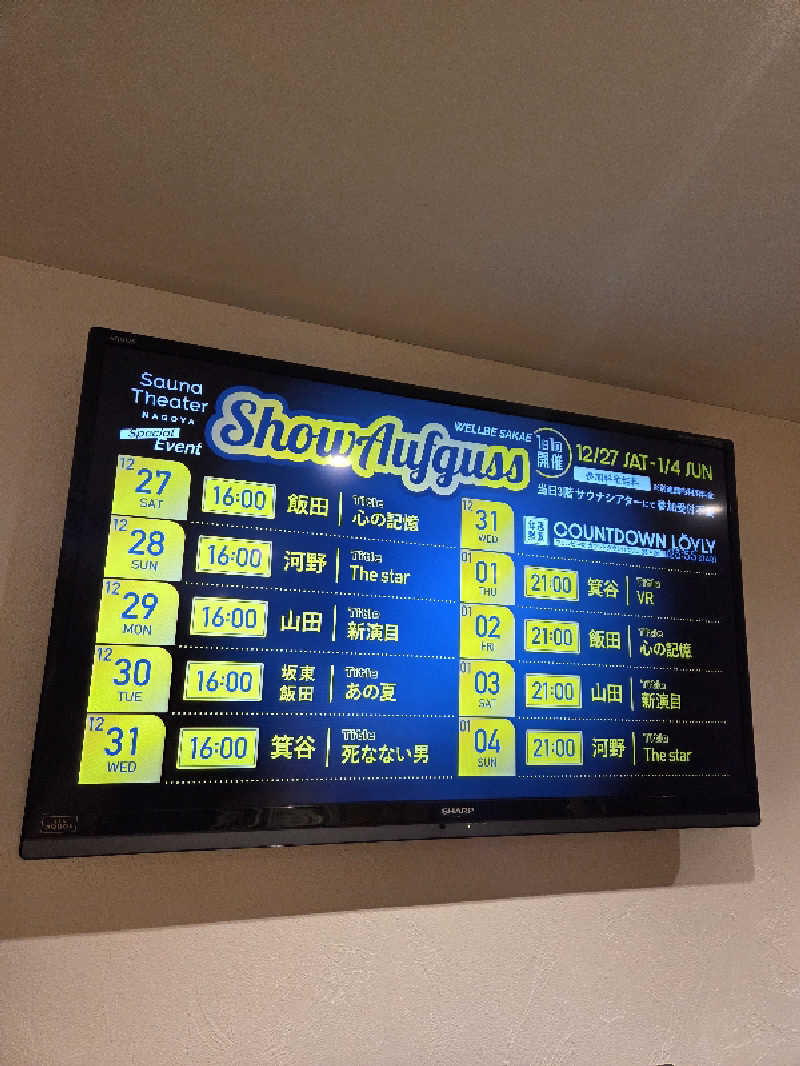 Sauna
Theater
NAGOYA
Special
Event
Show Aufguss
WELLBE SAKAE
1日1回
開催
12/27 SAT - 1/4 SUN
当日3階サウナシアターにて
12
27
SAT
16:00
飯田
Title
心の記憶
12
28
SUN
16:00
河野
Title
The star
12
29
MON
16:00
山田
Title
新演目
12
30
TUE
16:00
坂東
飯田
Title
あの夏
12
31
WED
16:00
箕谷
Title
死なない男
12
31
WED
COUNTDOWN LOVLY
01
01
THU
21:00
箕谷
Title
VR
01
02
FRI
21:00
飯田
Title
心の記憶
01
03
SAT
21:00
山田
Title
新演目
01
04
SUN
21:00
河野
Title
The star
SHARP